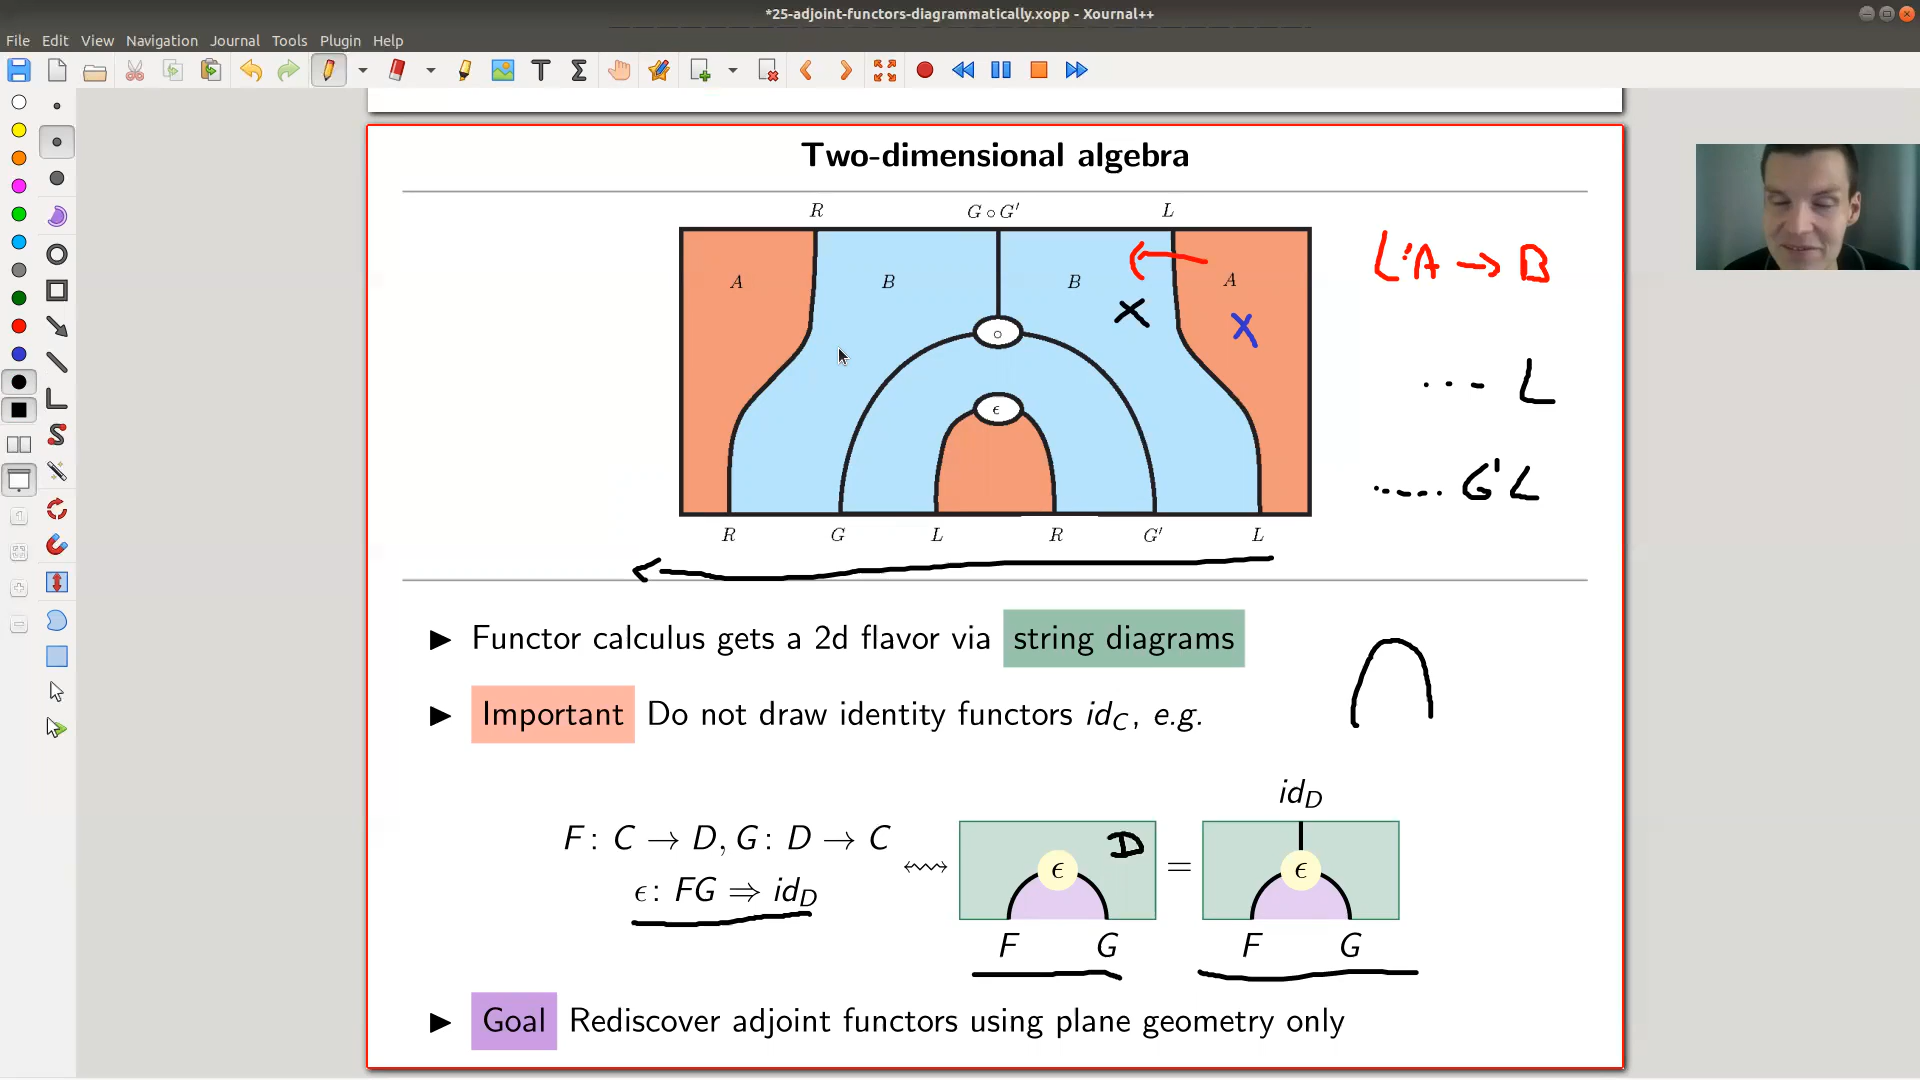 *25-adjoint-functors-diagrammatically.xopp - Xournal++
File Edit View Navigation Journal Tools Plugin Help
Two-dimensional algebra
R G ∘ G′ L
A B B A
X X
∘
ϵ
R G L R G′ L
L:A → B
... L
..... G'L
► Functor calculus gets a 2d flavor via string diagrams
► Important Do not draw identity functors id_C, e.g.
id_D
F: C → D, G: D → C
ϵ: FG ⇒ id_D
↭
ϵ D = ϵ
F G F G
► Goal Rediscover adjoint functors using plane geometry only